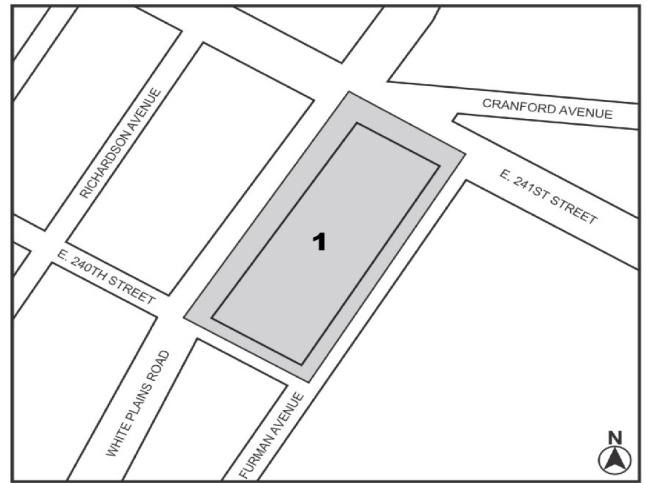 CRANFORD AVENUE
RICHARDSON AVENUE
E. 241ST STREET
1
E. 240TH STREET
WHITE PLAINS ROAD
FURMAN AVENUE
N